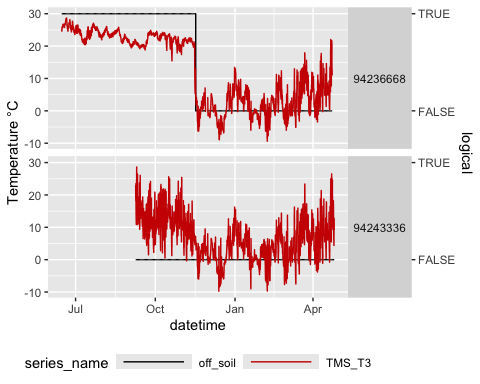 30
20
10
0
-10
94236668
TRUE
FALSE
30
20
10
0
-10
94243336
TRUE
FALSE
Temperature °C
logical
Jul Oct Jan Apr
datetime
series_name off_soil TMS_T3